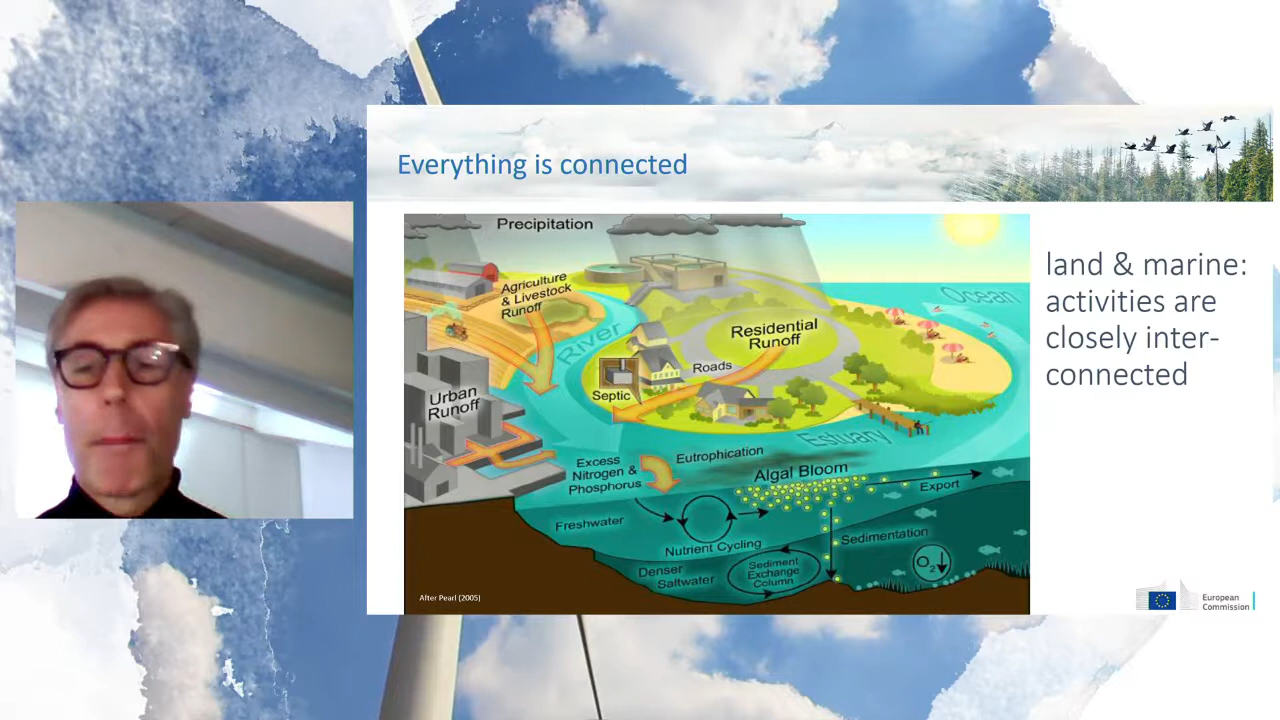 Everything is connected
Precipitation
Agriculture
& Livestock
Runoff
River
Ocean
Residential
Runoff
Roads
Septic
Urban
Runoff
Estuary
Excess
Nitrogen &
Phosphorus
Eutrophication
Algal Bloom
Export
Freshwater
Nutrient Cycling
Sedimentation
Denser
Saltwater
Sediment
Exchange
Column
O2
After Pearl (2005)
land & marine:
activities are
closely inter-
connected
European
Commission